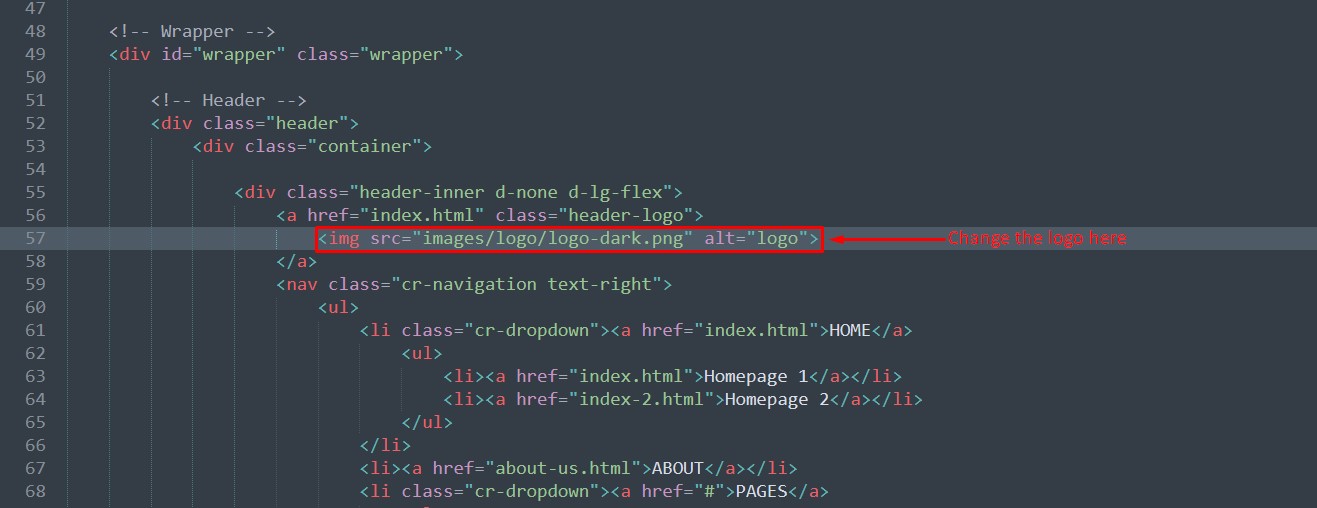 47
48 <!-- Wrapper -->
49 <div id="wrapper" class="wrapper">
50
51 <!-- Header -->
52 <div class="header">
53 <div class="container">
54
55 <div class="header-inner d-none d-lg-flex">
56 <a href="index.html" class="header-logo">
57 <img src="images/logo/logo-dark.png" alt="logo"> Change the logo here
58 </a>
59 <nav class="cr-navigation text-right">
60 <ul>
61 <li class="cr-dropdown"><a href="index.html">HOME</a>
62 <ul>
63 <li><a href="index.html">Homepage 1</a></li>
64 <li><a href="index-2.html">Homepage 2</a></li>
65 </ul>
66 </li>
67 <li><a href="about-us.html">ABOUT</a></li>
68 <li class="cr-dropdown"><a href="#">PAGES</a>